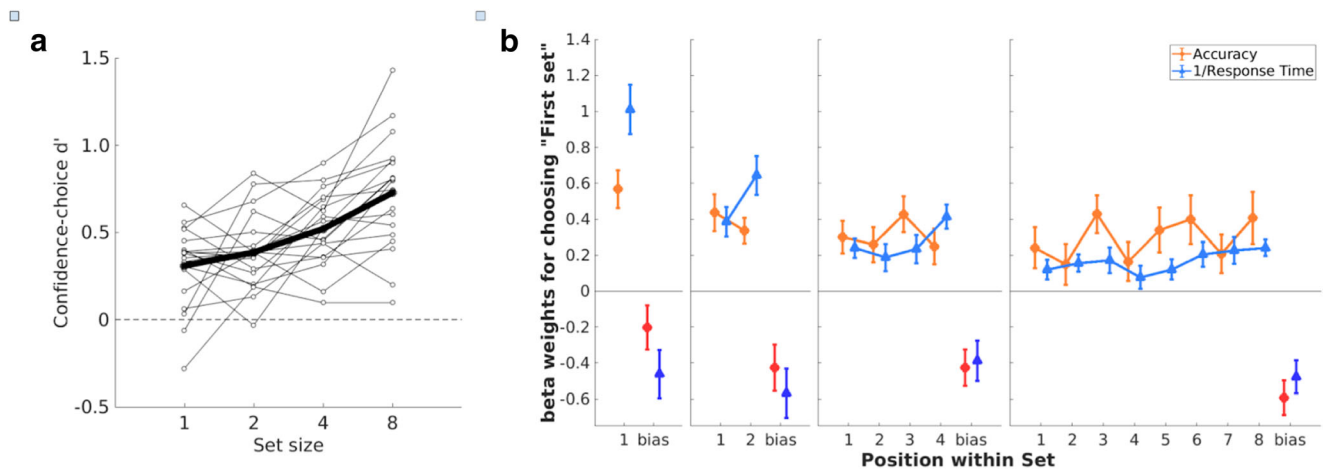 a
Confidence-choice d'
1.5
1.0
0.5
0
-0.5
1 2 4 8
Set size
b
beta weights for choosing "First set"
1.4
1.2
1
0.8
0.6
0.4
0.2
0
-0.2
-0.4
-0.6
Accuracy
1/Response Time
1 bias
1 2 bias
1 2 3 4 bias
1 2 3 4 5 6 7 8 bias
Position within Set